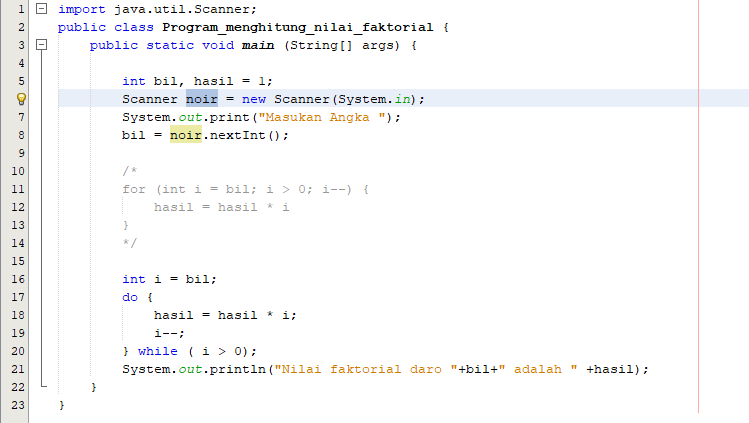 1 import java.util.Scanner;
2 public class Program_menghitung_nilai_faktorial {
3 public static void main (String[] args) {
4
5 int bil, hasil = 1;
Scanner noir = new Scanner(System.in);
7 System.out.print("Masukan Angka ");
8 bil = noir.nextInt();
9
10 /*
11 for (int i = bil; i > 0; i--) {
12 hasil = hasil * i
13 }
14 */
15
16 int i = bil;
17 do {
18 hasil = hasil * i;
19 i--;
20 } while ( i > 0);
21 System.out.println("Nilai faktorial daro "+bil+" adalah " +hasil);
22 }
23 }